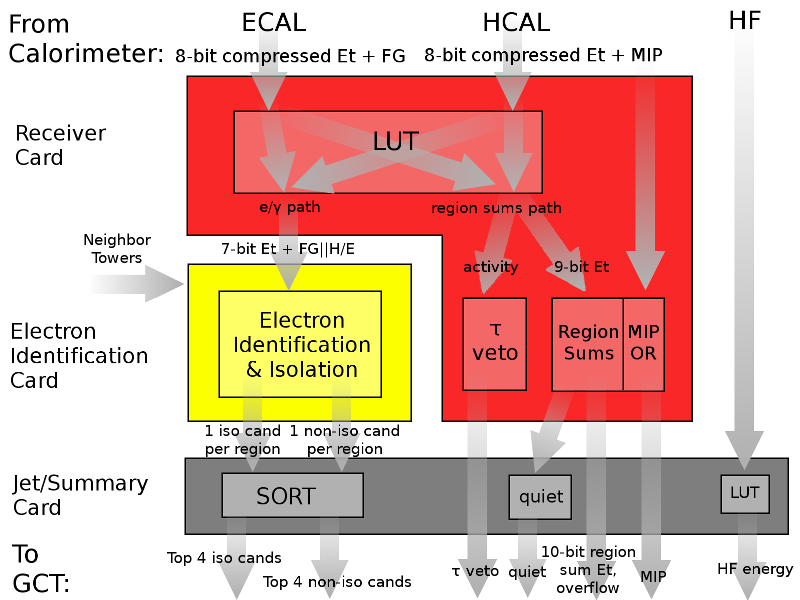 From
Calorimeter:
ECAL
HCAL
HF
8-bit compressed Et + FG
8-bit compressed Et + MIP
Receiver
Card
LUT
e/γ path
region sums path
Neighbor
Towers
7-bit Et + FG||H/E
activity
9-bit Et
Electron
Identification
Card
Electron
Identification
& Isolation
τ
veto
Region
Sums
MIP
OR
1 iso cand
per region
1 non-iso cand
per region
Jet/Summary
Card
SORT
quiet
LUT
To
GCT:
Top 4 iso cands
Top 4 non-iso cands
τ veto
quiet
10-bit region
sum Et,
overflow
MIP
HF energy